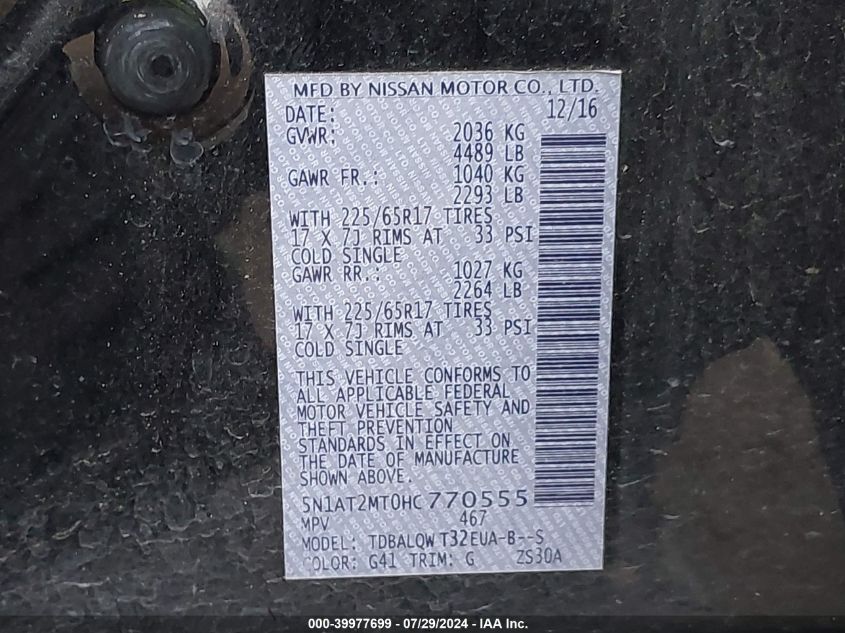 MFD BY NISSAN MOTOR CO., LTD.
DATE: 12/16
GVWR: 2036 KG
4489 LB
GAWR FR.: 1040 KG
2293 LB
WITH 225/65R17 TIRES
17 X 7J RIMS AT 33 PSI
COLD SINGLE
GAWR RR.: 1027 KG
2264 LB
WITH 225/65R17 TIRES
17 X 7J RIMS AT 33 PSI
COLD SINGLE
THIS VEHICLE CONFORMS TO
ALL APPLICABLE FEDERAL
MOTOR VEHICLE SAFETY AND
THEFT PREVENTION
STANDARDS IN EFFECT ON
THE DATE OF MANUFACTURE
SHOWN ABOVE.
5N1AT2MT0HC770555
MPV 467
MODEL: TDBALQW T32EUA-B--S
COLOR: G41 TRIM: G ZS30A
000-39977699 - 07/29/2024 - IAA Inc.